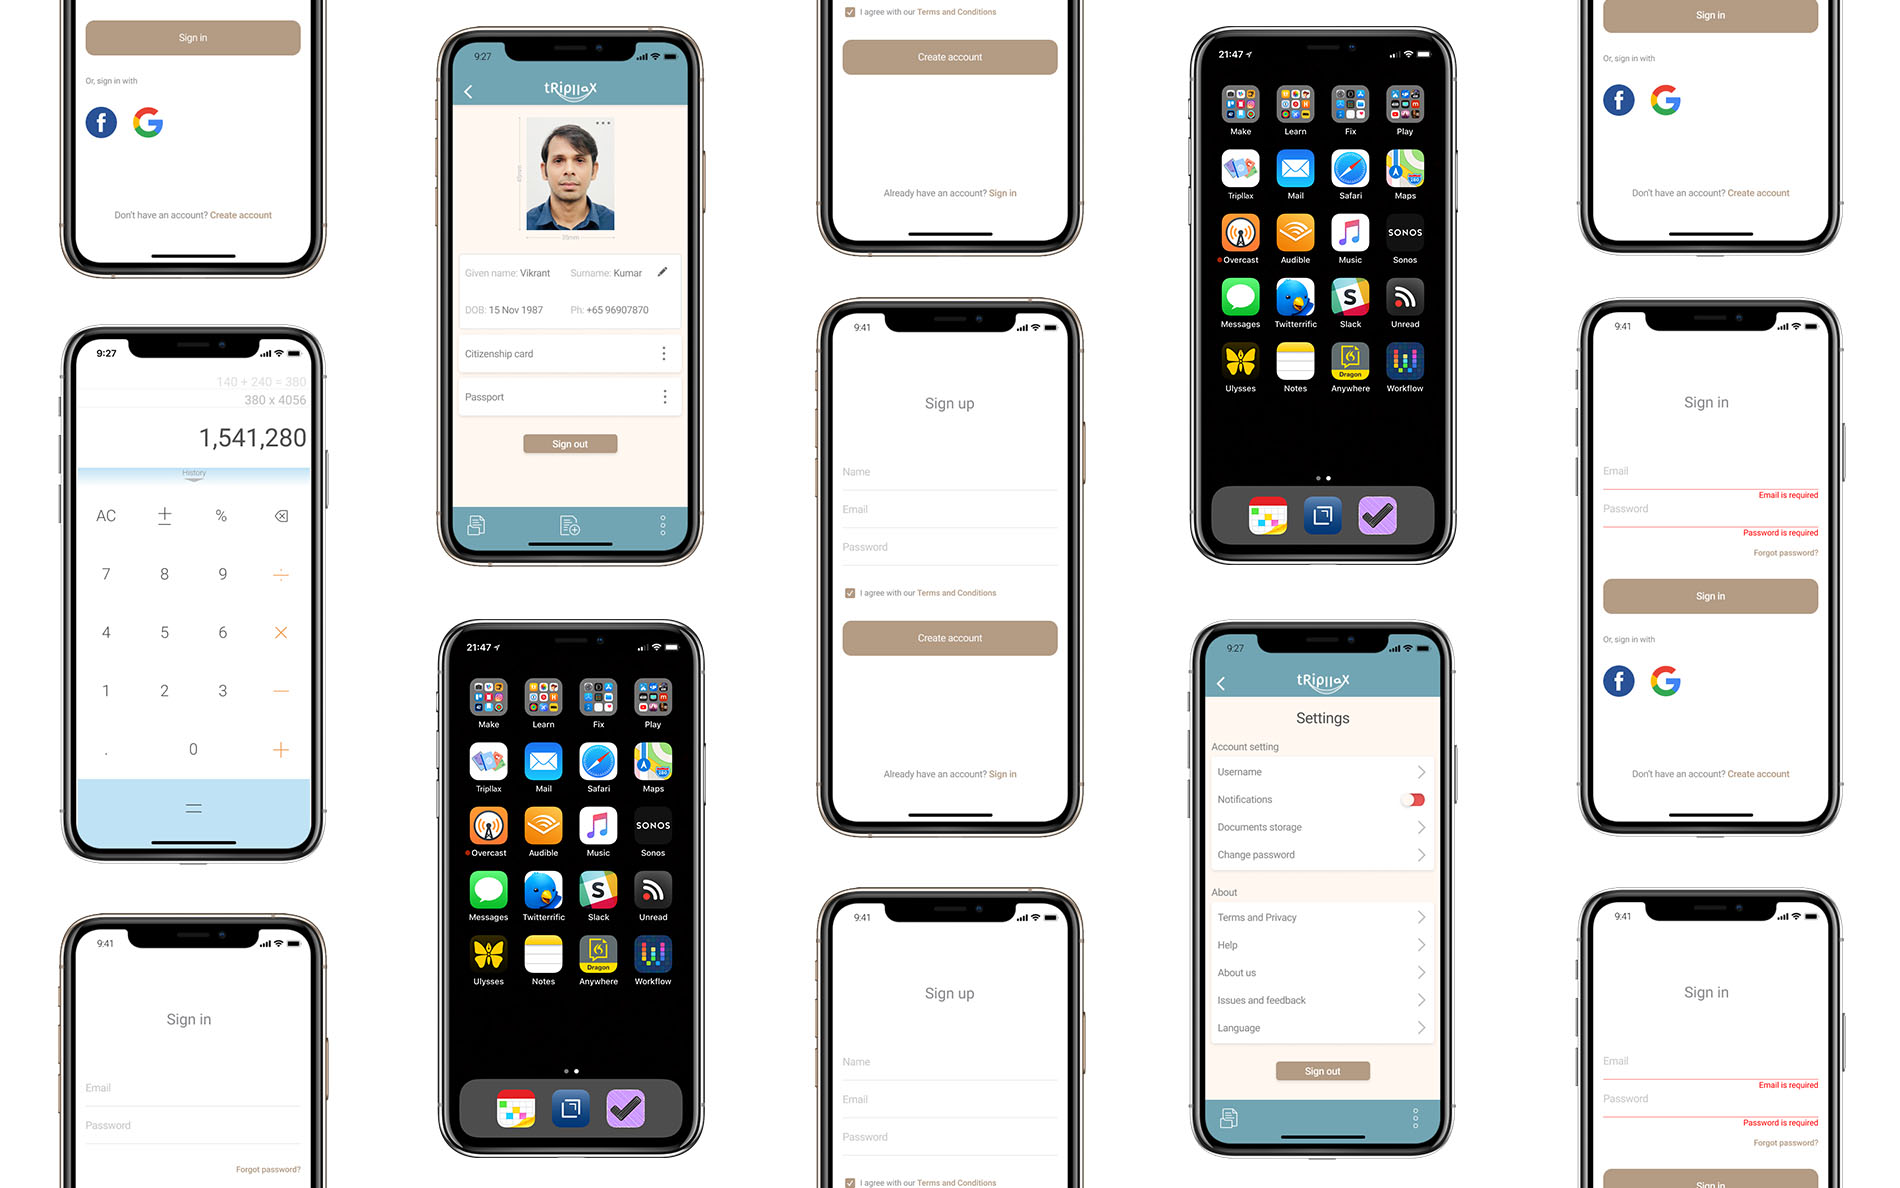 Sign in
Or, sign in with
Don't have an account? Create account
9:27
140 + 240 = 380
380 x 4056
1,541,280
History
AC ± %
7 8 9 ÷
4 5 6 ×
1 2 3 −
. 0 +
=
9:41
Sign in
Email
Password
Forgot password?
9:27
tRipllaX
45mm
35mm
Given name: Vikrant Surname: Kumar
DOB: 15 Nov 1987 Ph: +65 96907870
Citizenship card
Passport
Sign out
21:47
Make Learn Fix Play
Tripllax Mail Safari Maps
SONOS
Overcast Audible Music Sonos
Messages Twitterrific Slack Unread
Dragon
Ulysses Notes Anywhere Workflow
I agree with our Terms and Conditions
Create account
Already have an account? Sign in
9:41
Sign up
Name
Email
Password
I agree with our Terms and Conditions
Create account
Already have an account? Sign in
9:41
Sign up
Name
Email
Password
I agree with our Terms and Conditions
21:47
Make Learn Fix Play
Tripllax Mail Safari Maps
SONOS
Overcast Audible Music Sonos
Messages Twitterrific Slack Unread
Dragon
Ulysses Notes Anywhere Workflow
9:27
tRipllaX
Settings
Account setting
Username
Notifications
Documents storage
Change password
About
Terms and Privacy
Help
About us
Issues and feedback
Language
Sign out
Sign in
Or, sign in with
Don't have an account? Create account
9:41
Sign in
Email
Email is required
Password
Password is required
Forgot password?
Sign in
Or, sign in with
Don't have an account? Create account
9:41
Sign in
Email
Email is required
Password
Password is required
Forgot password?
Sign in